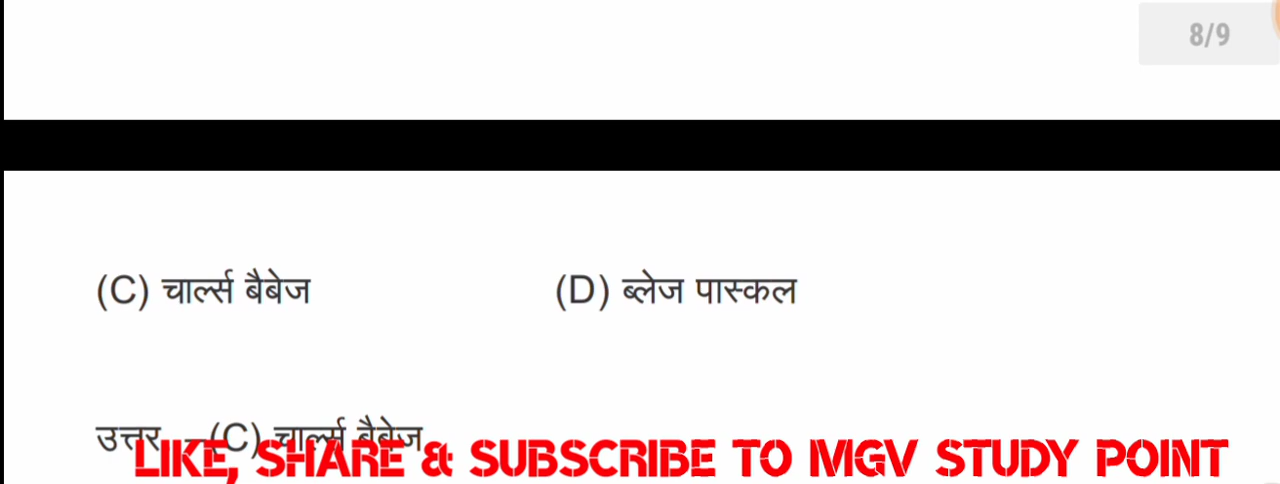 8/9
(C) चार्ल्स बैबेज (D) ब्लेज पास्कल
उत्तर –(C) चार्ल्स बैबेज
LIKE, SHARE & SUBSCRIBE TO MGV STUDY POINT